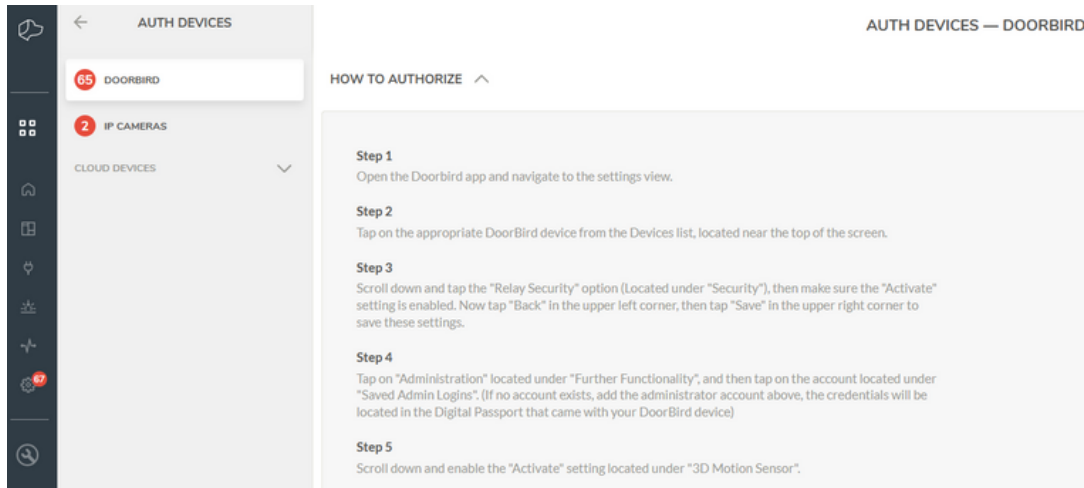 AUTH DEVICES
AUTH DEVICES — DOORBIRD
65 DOORBIRD
2 IP CAMERAS
CLOUD DEVICES
67
HOW TO AUTHORIZE
Step 1
Open the Doorbird app and navigate to the settings view.
Step 2
Tap on the appropriate DoorBird device from the Devices list, located near the top of the screen.
Step 3
Scroll down and tap the "Relay Security" option (Located under "Security"), then make sure the "Activate"
setting is enabled. Now tap "Back" in the upper left corner, then tap "Save" in the upper right corner to
save these settings.
Step 4
Tap on "Administration" located under "Further Functionality", and then tap on the account located under
"Saved Admin Logins". (If no account exists, add the administrator account above, the credentials will be
located in the Digital Passport that came with your DoorBird device)
Step 5
Scroll down and enable the "Activate" setting located under "3D Motion Sensor".